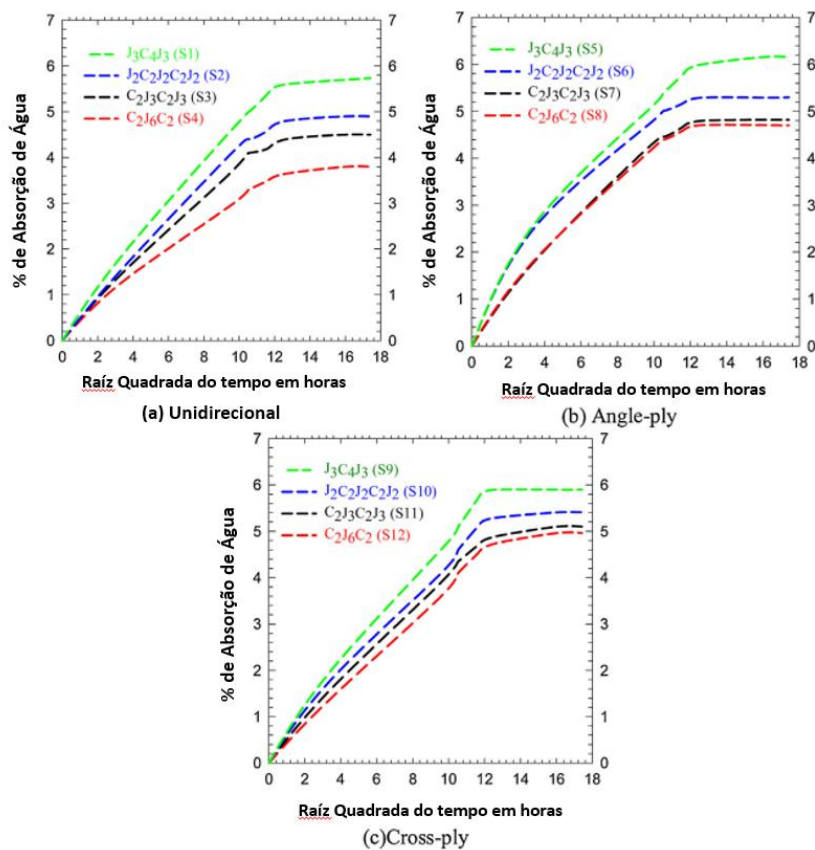 7 7
J₃C₄J₃ (S1)
J₂C₂J₂C₂J₂ (S2)
C₂J₃C₂J₃ (S3)
C₂J₆C₂ (S4)
6 6
5 5
4 4
3 3
2 2
1 1
0 0
% de Absorção de Água
0 2 4 6 8 10 12 14 16 18
Raíz Quadrada do tempo em horas
(a) Unidirecional
7 7
J₃C₄J₃ (S5)
J₂C₂J₂C₂J₂ (S6)
C₂J₃C₂J₃ (S7)
C₂J₆C₂ (S8)
6 6
5 5
4 4
3 3
2 2
1 1
0 0
% de Absorção de Água
0 2 4 6 8 10 12 14 16 18
Raíz Quadrada do tempo em horas
(b) Angle-ply
7 7
J₃C₄J₃ (S9)
J₂C₂J₂C₂J₂ (S10)
C₂J₃C₂J₃ (S11)
C₂J₆C₂ (S12)
6 6
5 5
4 4
3 3
2 2
1 1
0 0
% de Absorção de Água
0 2 4 6 8 10 12 14 16 18
Raíz Quadrada do tempo em horas
(c)Cross-ply